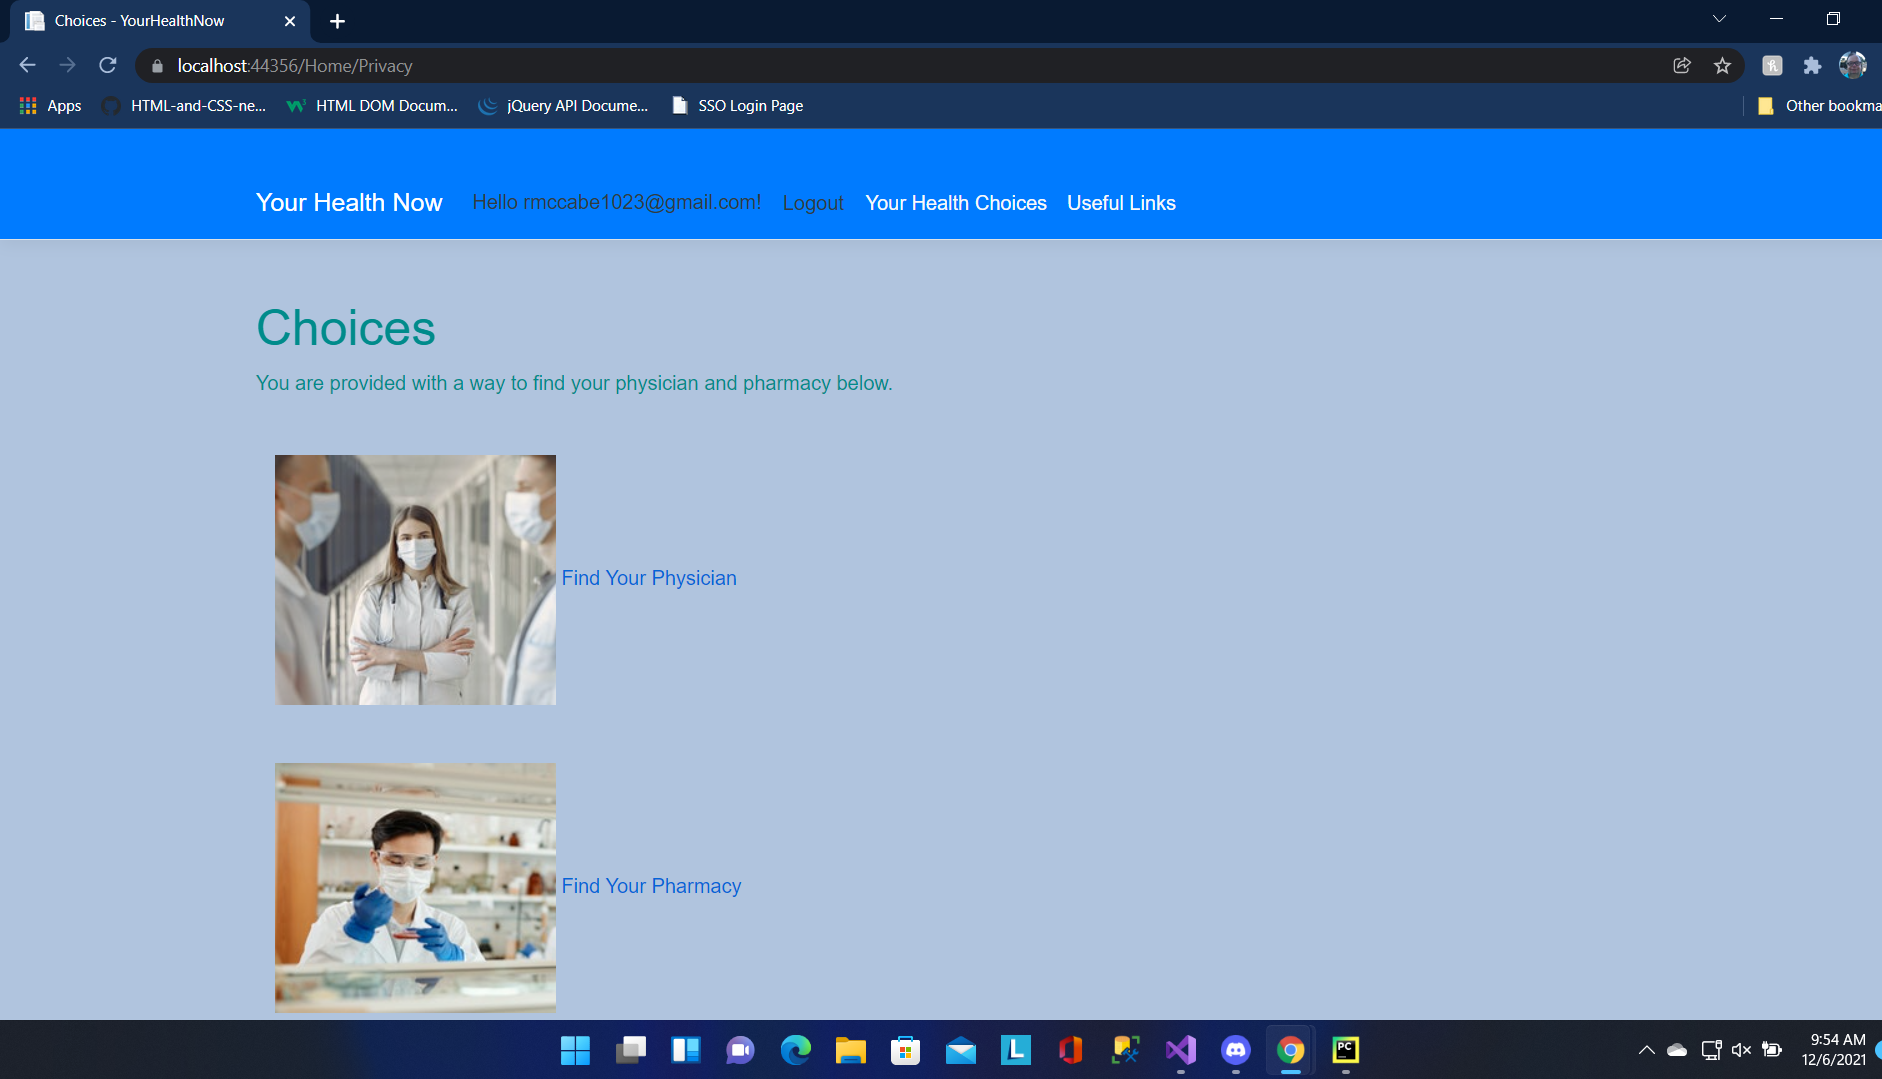 Choices - YourHealthNow
localhost:44356/Home/Privacy
Apps HTML-and-CSS-ne... HTML DOM Docum... jQuery API Docume... SSO Login Page Other bookma
Your Health Now Hello rmccabe1023@gmail.com! Logout Your Health Choices Useful Links
Choices
You are provided with a way to find your physician and pharmacy below.
Find Your Physician
Find Your Pharmacy
L
PC
9:54 AM
12/6/2021